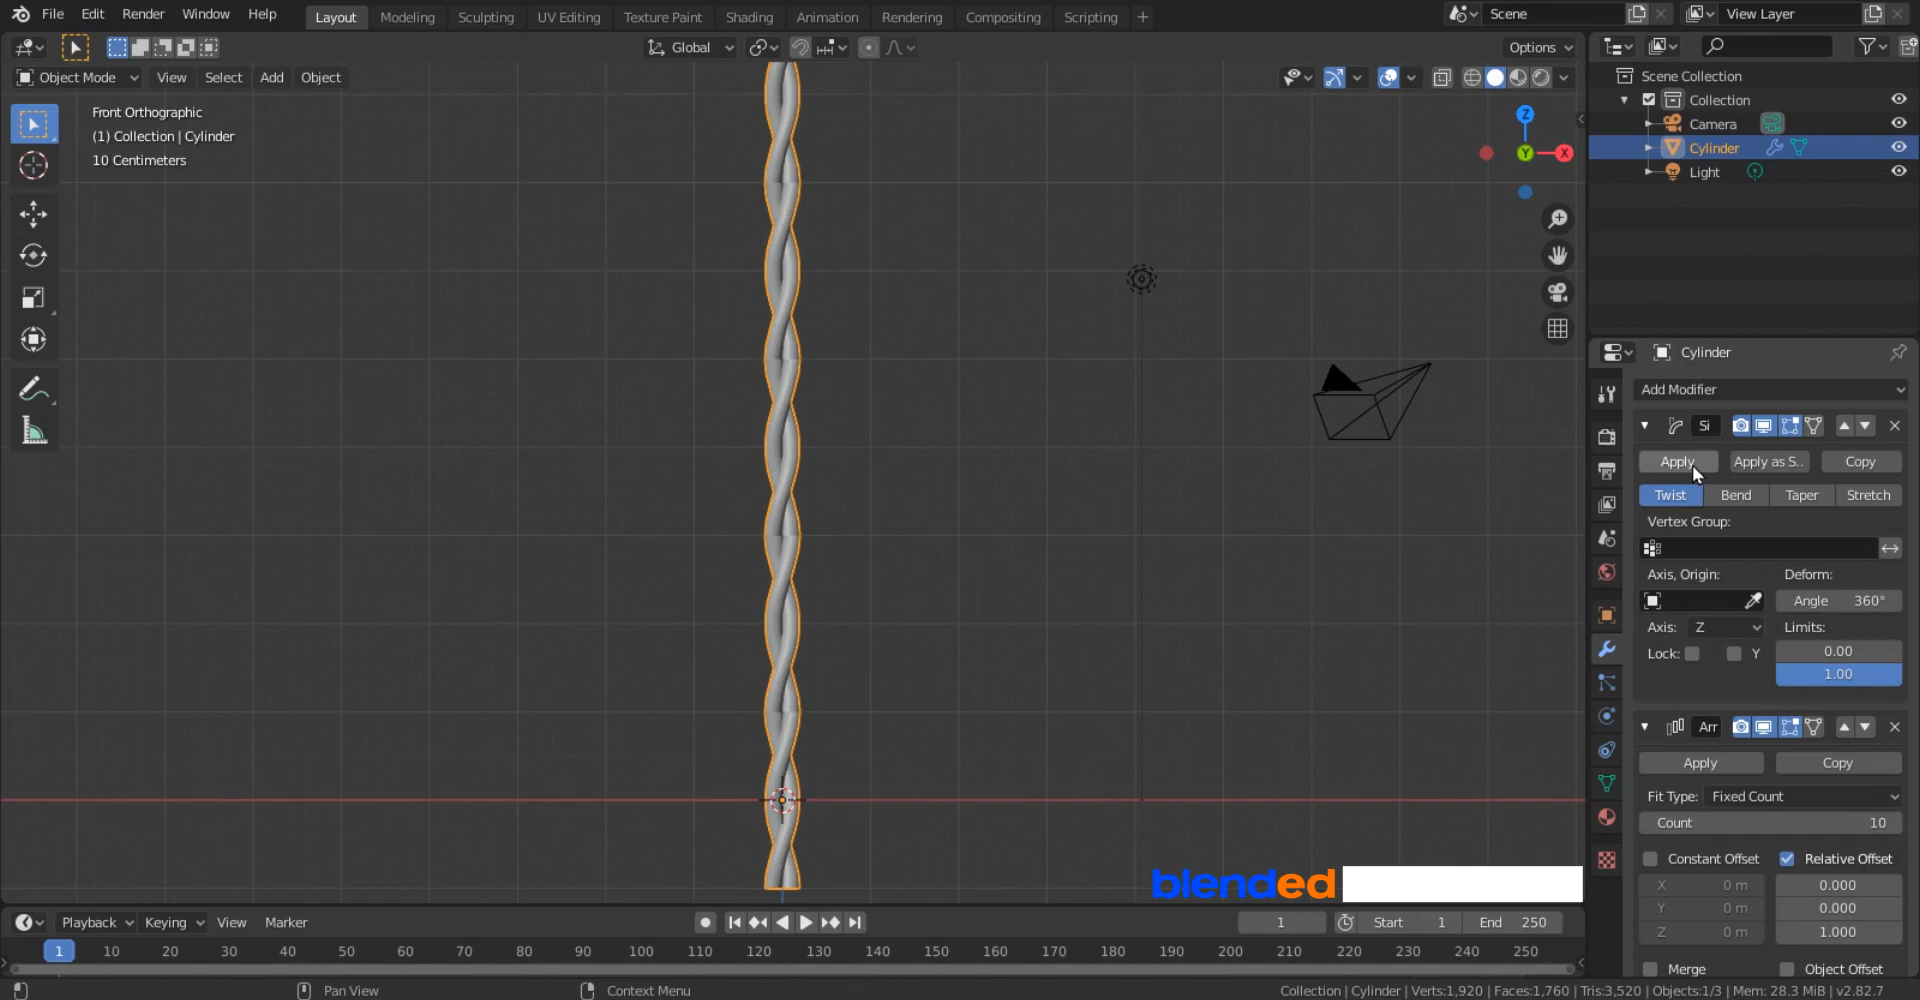 File Edit Render Window Help Layout Modeling Sculpting UV Editing Texture Paint Shading Animation Rendering Compositing Scripting + Scene View Layer
Global Options
Object Mode View Select Add Object
Front Orthographic
(1) Collection | Cylinder
10 Centimeters
Z
Y
X
Scene Collection
Collection
Camera
Cylinder
Light
Cylinder
Add Modifier
Si
Apply Apply as S.. Copy
Twist Bend Taper Stretch
Vertex Group:
Axis, Origin: Deform:
Angle 360°
Axis: Z Limits:
Lock: Y 0.00
1.00
Arr
Apply Copy
Fit Type: Fixed Count
Count 10
Constant Offset Relative Offset
X 0 m 0.000
Y 0 m 0.000
Z 0 m 1.000
Merge Object Offset
blended
Playback Keying View Marker 1 Start 1 End 250
1 10 20 30 40 50 60 70 80 90 100 110 120 130 140 150 160 170 180 190 200 210 220 230 240 250
Pan View Context Menu Collection | Cylinder | Verts:1,920 | Faces:1,760 | Tris:3,520 | Objects:1/3 | Mem: 28.3 MiB | v2.82.7